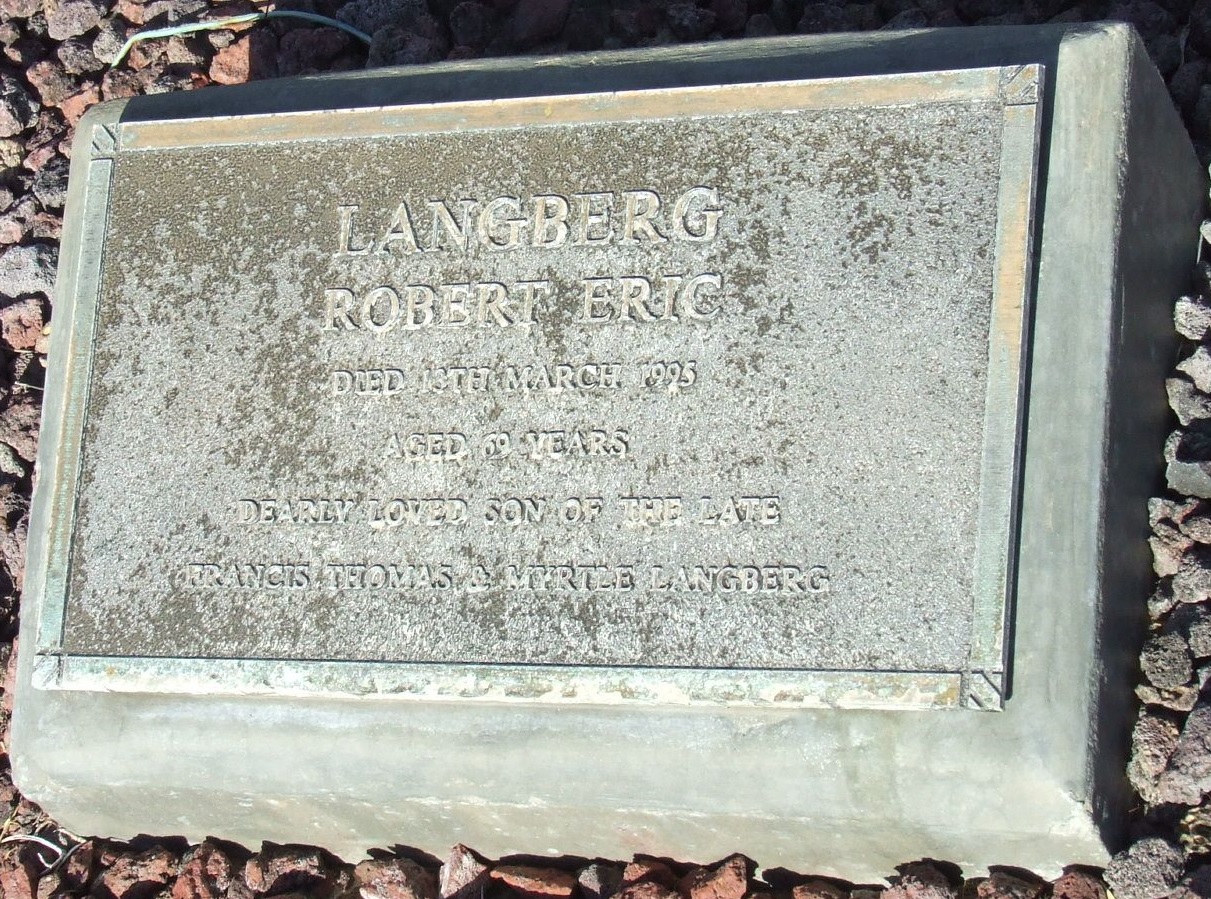 LANGBERG
ROBERT ERIC
DIED 13TH MARCH 1995
AGED 69 YEARS
DEARLY LOVED SON OF THE LATE
FRANCIS THOMAS & MYRTLE LANGBERG